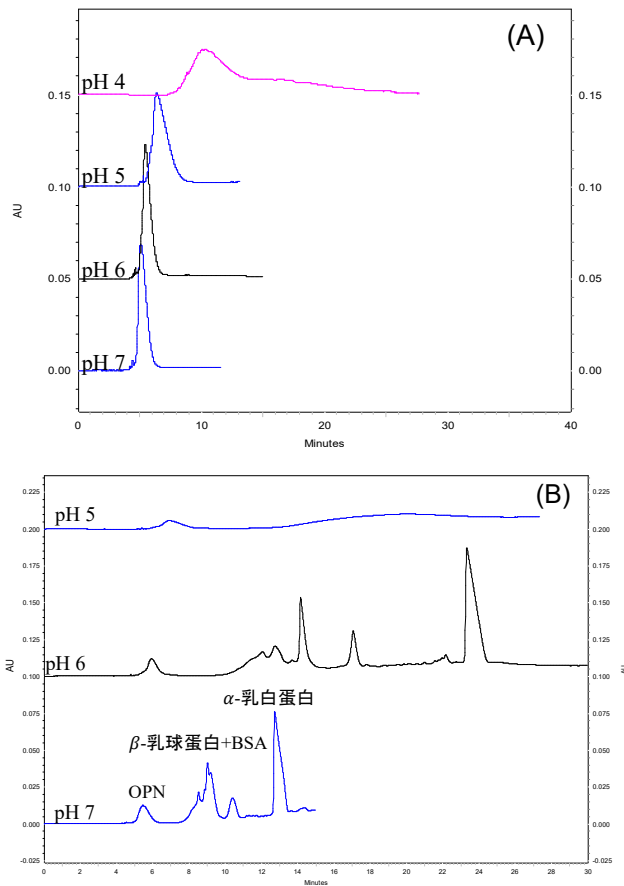 (A)
pH 4
0.15
0.15
pH 5
0.10
0.10
AU
pH 6
0.05
0.05
pH 7
0.00
0.00
0
10
20
30
40
Minutes
(B)
0.225
0.225
pH 5
0.200
0.200
0.175
0.175
0.150
0.150
0.125
0.125
AU
AU
pH 6
0.100
0.100
α-乳白蛋白
0.075
0.075
β-乳球蛋白+BSA
0.050
0.050
OPN
0.025
0.025
pH 7
0.000
0.000
-0.025
-0.025
0 2 4 6 8 10 12 14 16 18 20 22 24 26 28 30
Minutes